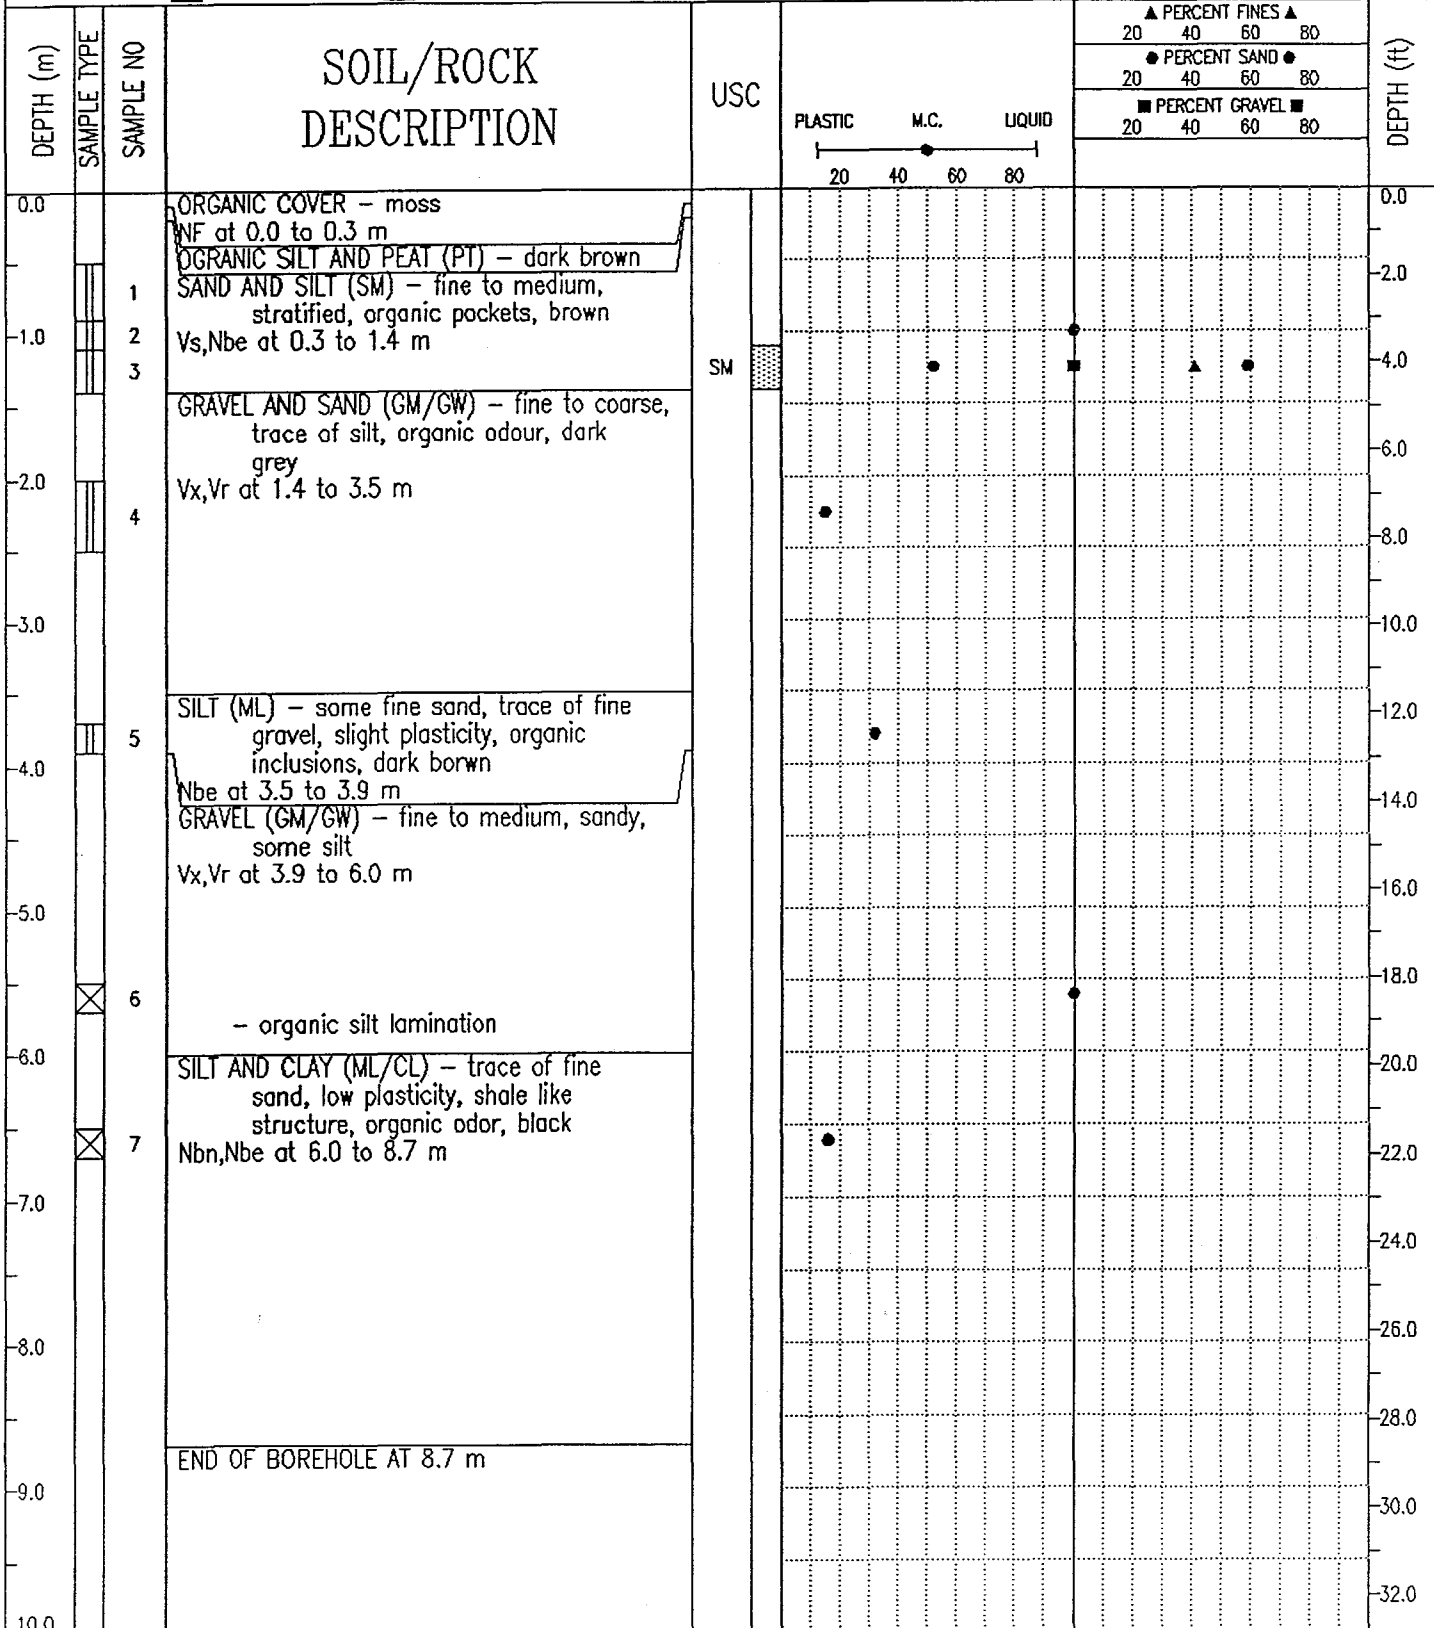 DEPTH (m)
SAMPLE TYPE
SAMPLE NO
SOIL/ROCK
DESCRIPTION
USC
PLASTIC M.C. LIQUID
20 40 60 80
▲ PERCENT FINES ▲
20 40 60 80
● PERCENT SAND ●
20 40 60 80
■ PERCENT GRAVEL ■
20 40 60 80
DEPTH (ft)
0.0
ORGANIC COVER – moss
NF at 0.0 to 0.3 m
OGRANIC SILT AND PEAT (PT) – dark brown
1
SAND AND SILT (SM) – fine to medium,
stratified, organic pockets, brown
-1.0
2
Vs,Nbe at 0.3 to 1.4 m
3
SM
GRAVEL AND SAND (GM/GW) – fine to coarse,
trace of silt, organic odour, dark
grey
-2.0
Vx,Vr at 1.4 to 3.5 m
4
-3.0
SILT (ML) – some fine sand, trace of fine
5
gravel, slight plasticity, organic
inclusions, dark borwn
-4.0
Nbe at 3.5 to 3.9 m
GRAVEL (GM/GW) – fine to medium, sandy,
some silt
Vx,Vr at 3.9 to 6.0 m
-5.0
6
– organic silt lamination
-6.0
SILT AND CLAY (ML/CL) – trace of fine
sand, low plasticity, shale like
structure, organic odor, black
7
Nbn,Nbe at 6.0 to 8.7 m
-7.0
-8.0
END OF BOREHOLE AT 8.7 m
-9.0
10.0
0.0
-2.0
-4.0
-6.0
-8.0
-10.0
-12.0
-14.0
-16.0
-18.0
-20.0
-22.0
-24.0
-26.0
-28.0
-30.0
-32.0